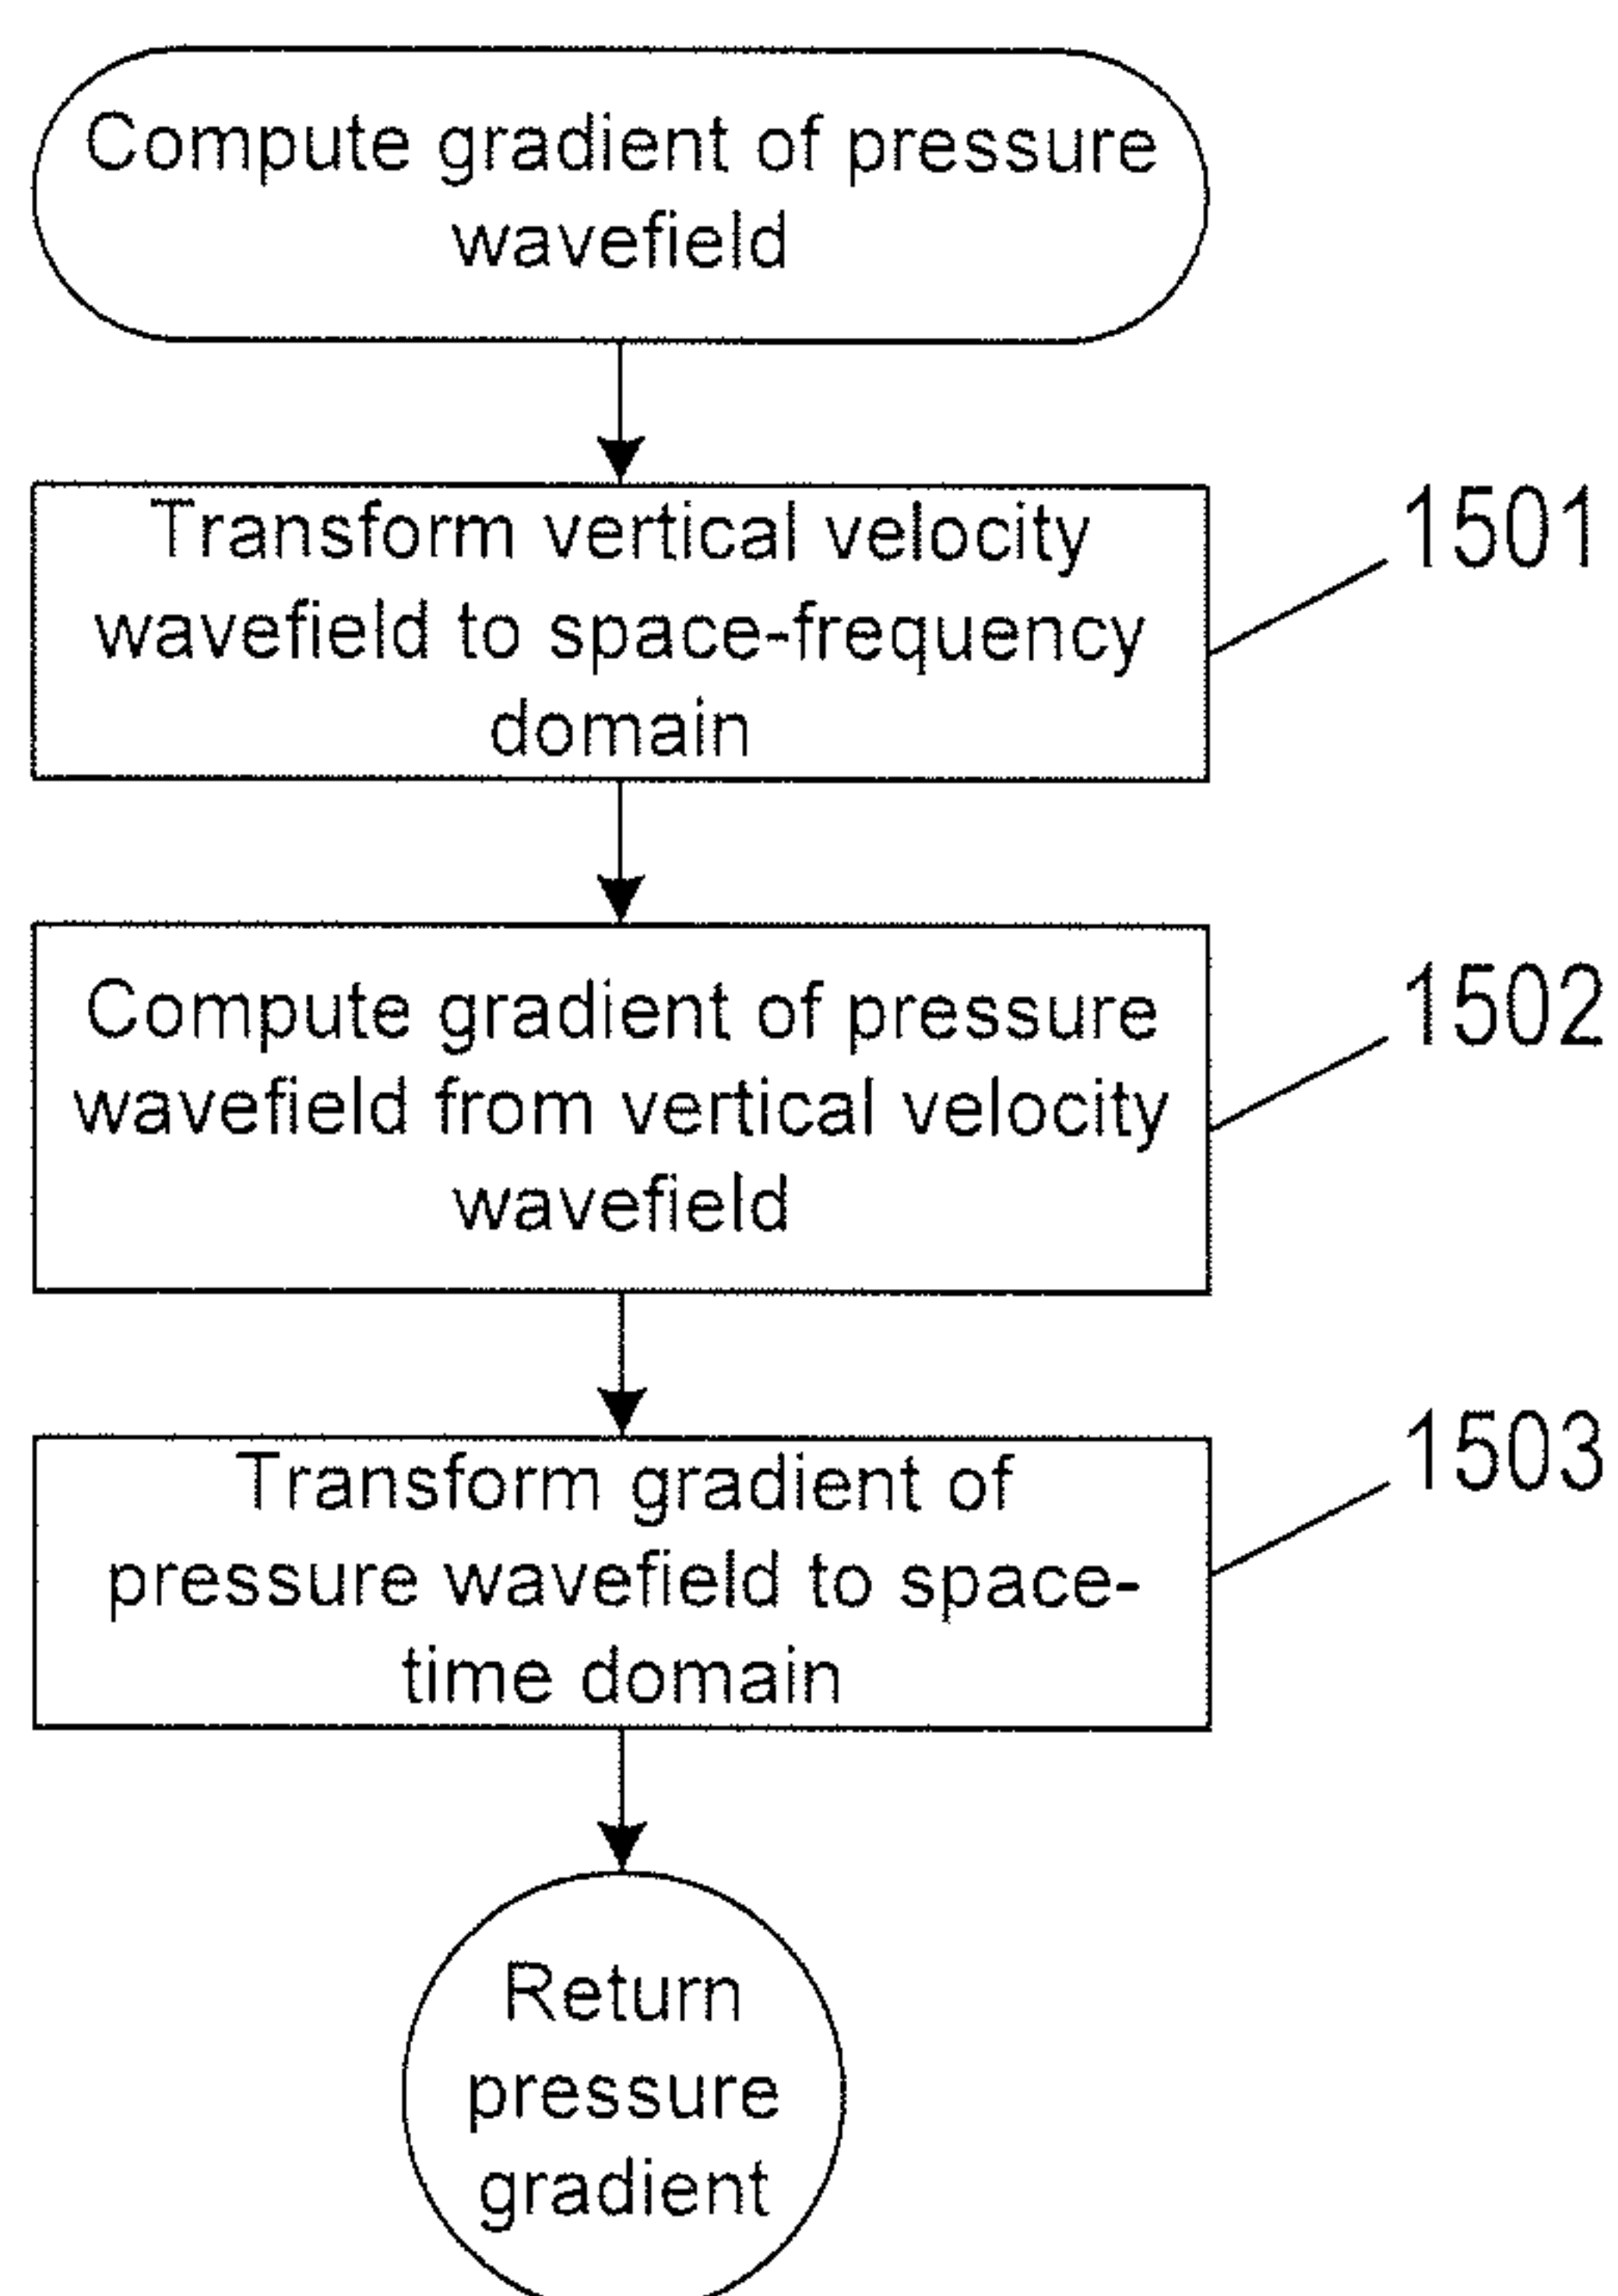 Compute gradient of pressure
wavefield
Transform vertical velocity
wavefield to space-frequency
domain
1501
Compute gradient of pressure
wavefield from vertical velocity
wavefield
1502
Transform gradient of
pressure wavefield to space-
time domain
1503
Return
pressure
gradient